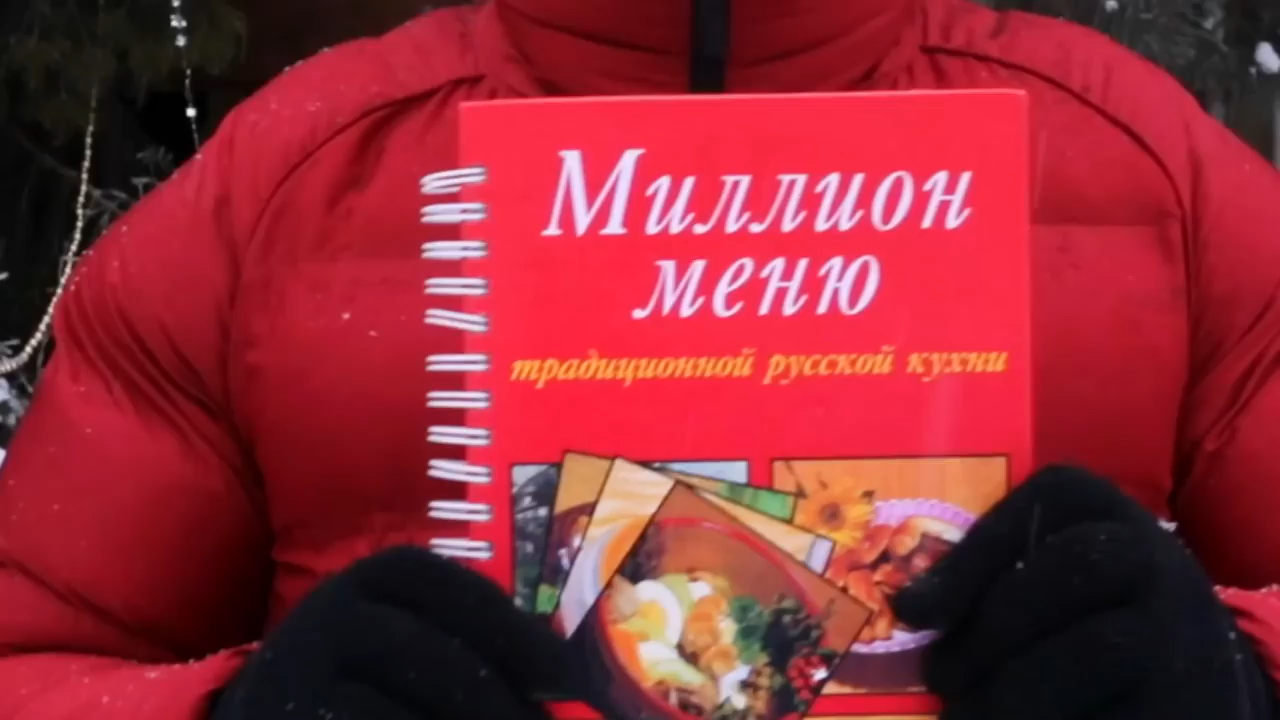 Миллион
меню
традиционной русской кухни